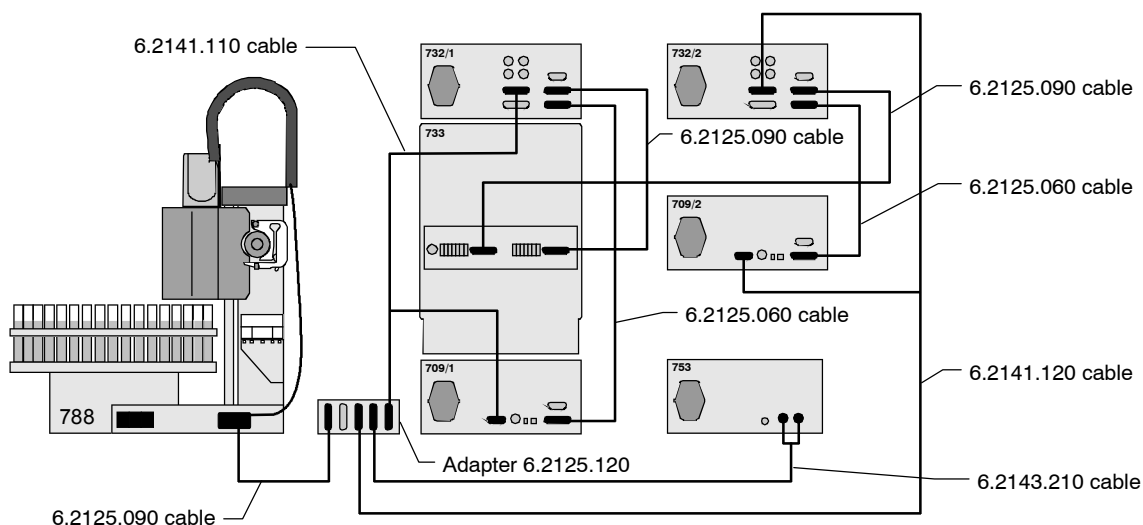 6.2141.110 cable
732/1
732/2
6.2125.090 cable
733
6.2125.090 cable
6.2125.060 cable
709/2
6.2125.060 cable
709/1
753
6.2141.120 cable
788
Adapter 6.2125.120
6.2143.210 cable
6.2125.090 cable